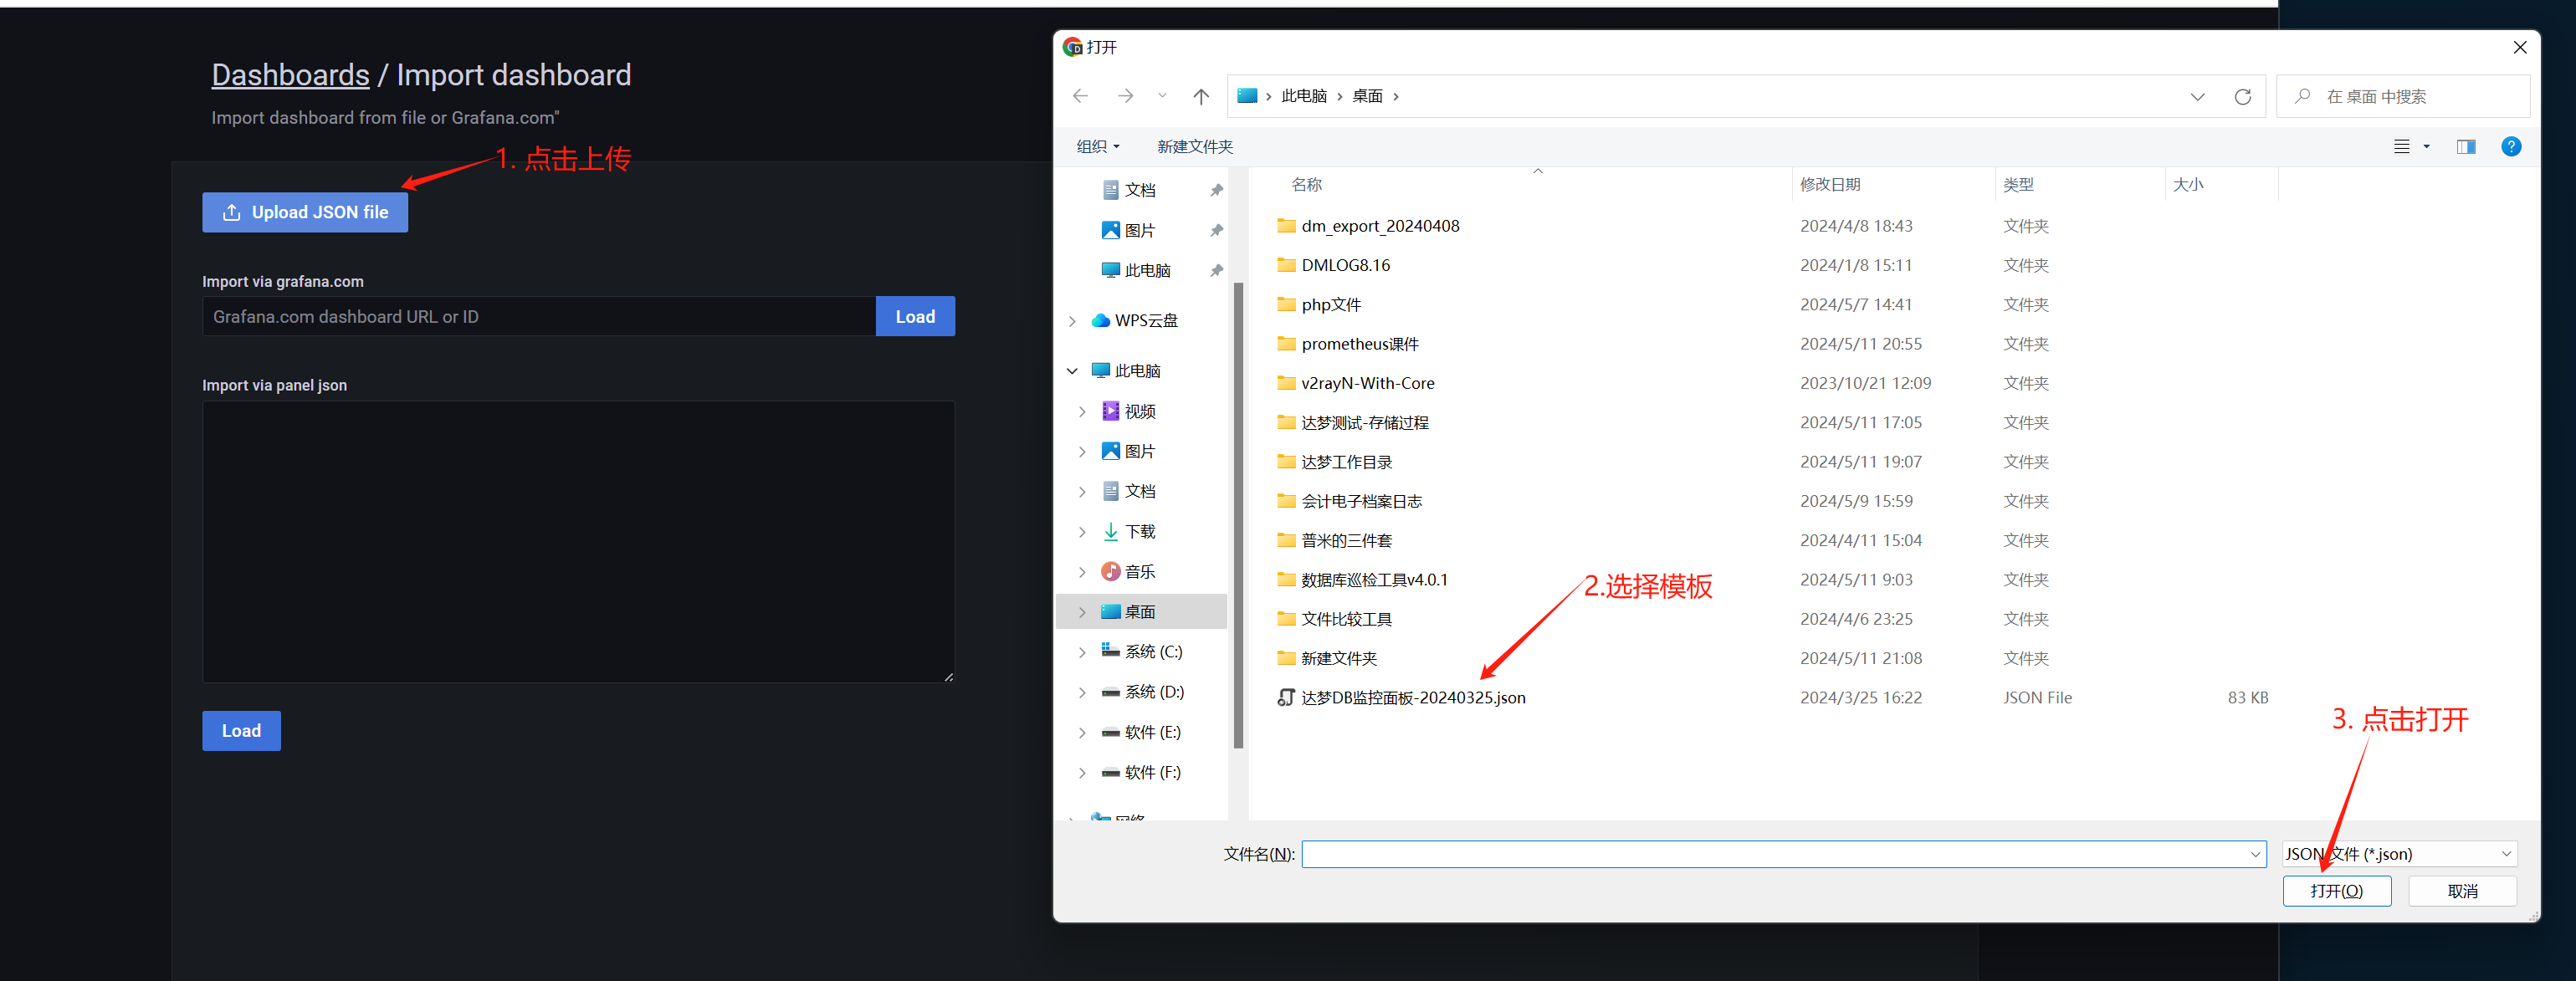 Dashboards / Import dashboard
Import dashboard from file or Grafana.com"
1. 点击上传
Upload JSON file
Import via grafana.com
Grafana.com dashboard URL or ID
Load
Import via panel json
Load
打开
此电脑 › 桌面 ›
在 桌面 中搜索
组织
新建文件夹
文档
图片
此电脑
WPS云盘
此电脑
视频
图片
文档
下载
音乐
桌面
系统 (C:)
系统 (D:)
软件 (E:)
软件 (F:)
网络
名称 修改日期 类型 大小
dm_export_20240408 2024/4/8 18:43 文件夹
DMLOG8.16 2024/1/8 15:11 文件夹
php文件 2024/5/7 14:41 文件夹
prometheus课件 2024/5/11 20:55 文件夹
v2rayN-With-Core 2023/10/21 12:09 文件夹
达梦测试-存储过程 2024/5/11 17:05 文件夹
达梦工作目录 2024/5/11 19:07 文件夹
会计电子档案日志 2024/5/9 15:59 文件夹
普米的三件套 2024/4/11 15:04 文件夹
数据库巡检工具v4.0.1 2024/5/11 9:03 文件夹
2.选择模板
文件比较工具 2024/4/6 23:25 文件夹
新建文件夹 2024/5/11 21:08 文件夹
达梦DB监控面板-20240325.json 2024/3/25 16:22 JSON File 83 KB
3. 点击打开
文件名(N):
JSON 文件 (*.json)
打开(O)
取消